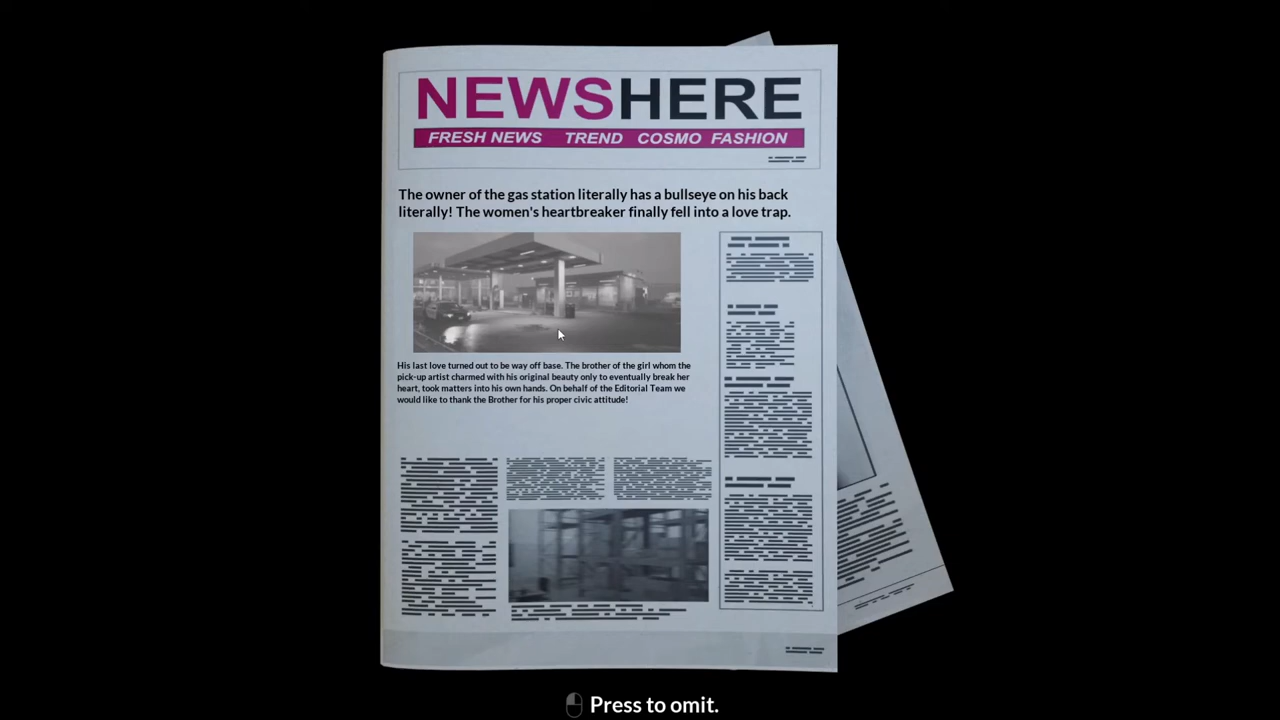 NEWSHERE
FRESH NEWS TREND COSMO FASHION
The owner of the gas station literally has a bullseye on his back
literally! The women's heartbreaker finally fell into a love trap.
His last love turned out to be way off base. The brother of the girl whom the
pick-up artist charmed with his original beauty only to eventually break her
heart, took matters into his own hands. On behalf of the Editorial Team we
would like to thank the Brother for his proper civic attitude!
Press to omit.